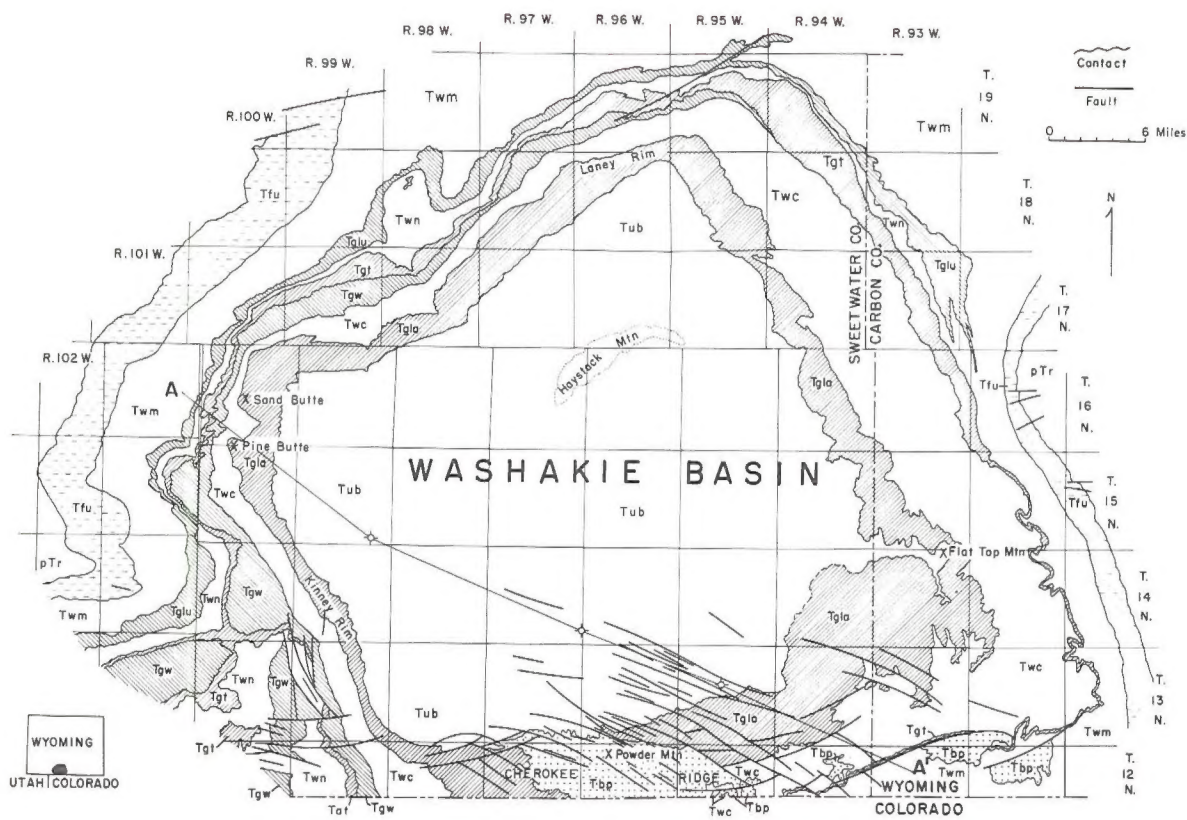 R. 97 W.
R. 96 W.
R. 95 W.
R. 94 W.
R. 93 W.
R. 98 W.
R. 99 W.
R. 100 W.
R. 101 W.
R. 102 W.
Contact
Fault
0 6 Miles
N
T. 19 N.
T. 18 N.
T. 17 N.
T. 16 N.
T. 15 N.
T. 14 N.
T. 13 N.
T. 12 N.
Twm
Twm
Tfu
Laney Rim
Tgt
Twn
Twc
Tub
Twn
Tglu
Tgt
Tgw
Tglu
SWEETWATER CO.
CARBON CO.
Twc
Tgla
Haystack Mtn
Tgla
Tfu
pTr
A
Sand Butte
Twm
Pine Butte
Tgla
WASHAKIE BASIN
Twc
Tub
Tub
Tfu
Tfu
Flat Top Mtn
pTr
Twm
Tglu
Twn
Tgw
Kinney Rim
Tgla
Tgw
Twn
Tgw
Tgt
Twc
Tub
Tgla
Twm
Tgt
Tgt
Tbp
Powder Mtn
Tbp
Tbp
CHEROKEE RIDGE
Tbp
Twc
A'
Twm
Twn
Twc
WYOMING
COLORADO
Tgw
Tat
Tgw
Twc
Tbp
WYOMING
UTAH COLORADO